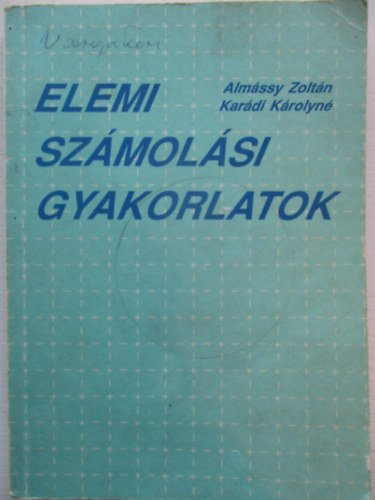 Almássy Zoltán
Karádi Károlyné
ELEMI
SZÁMOLÁSI
GYAKORLATOK